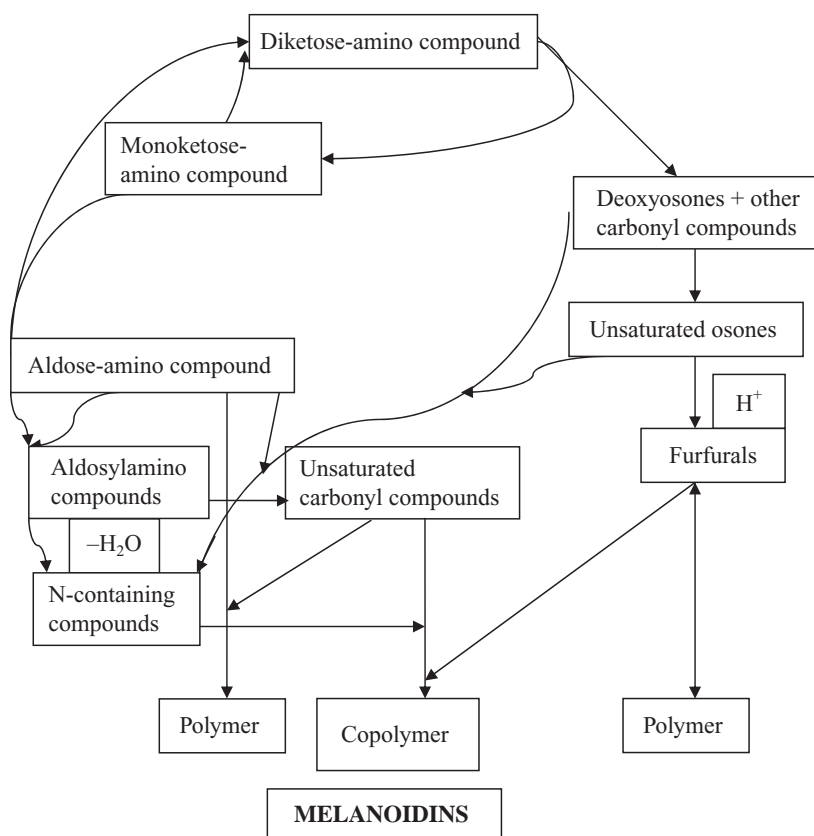 Diketose-amino compound
Monoketose-
amino compound
Deoxyosones + other
carbonyl compounds
Unsaturated osones
Aldose-amino compound
H⁺
Furfurals
Aldosylamino
compounds
Unsaturated
carbonyl compounds
–H₂O
N-containing
compounds
Polymer
Copolymer
Polymer
MELANOIDINS